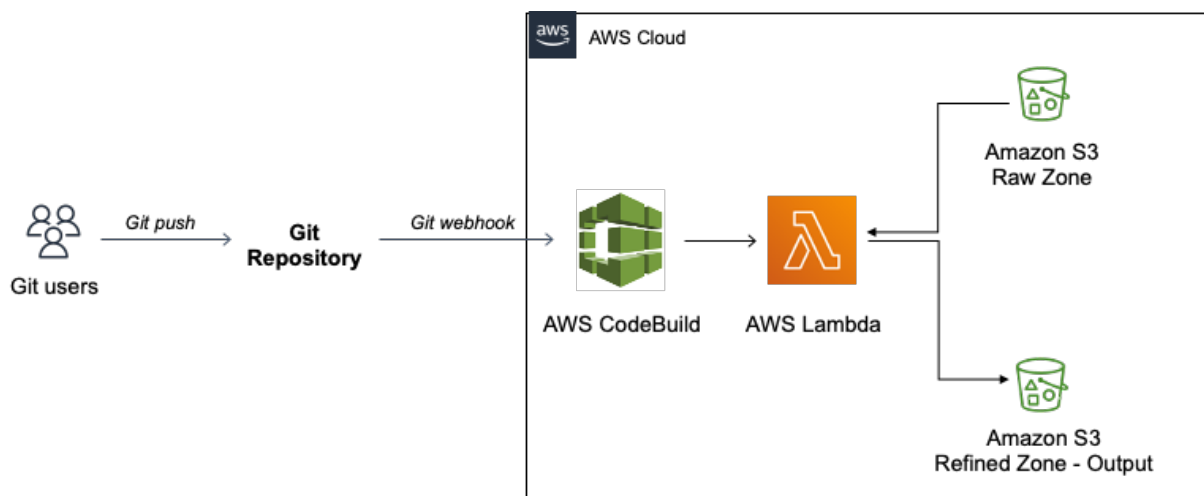 aws
AWS Cloud
Amazon S3
Raw Zone
Git push
Git webhook
Git
Repository
Git users
AWS CodeBuild
AWS Lambda
Amazon S3
Refined Zone - Output